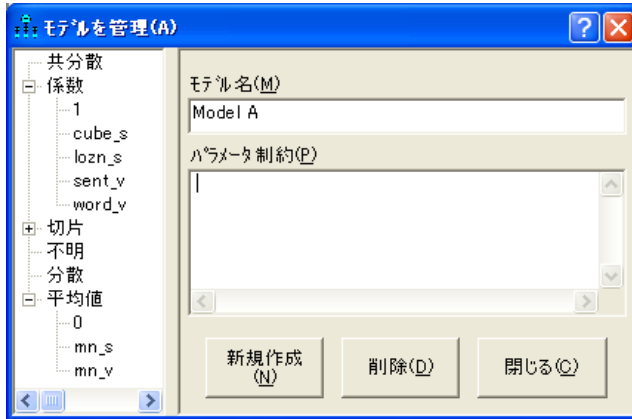 モデルを管理(A)
共分散
係数
1
cube_s
lozn_s
sent_v
word_v
切片
不明
分散
平均値
0
mn_s
mn_v
モデル名(M)
Model A
パラメータ制約(P)
新規作成
(N)
削除(D)
閉じる(C)